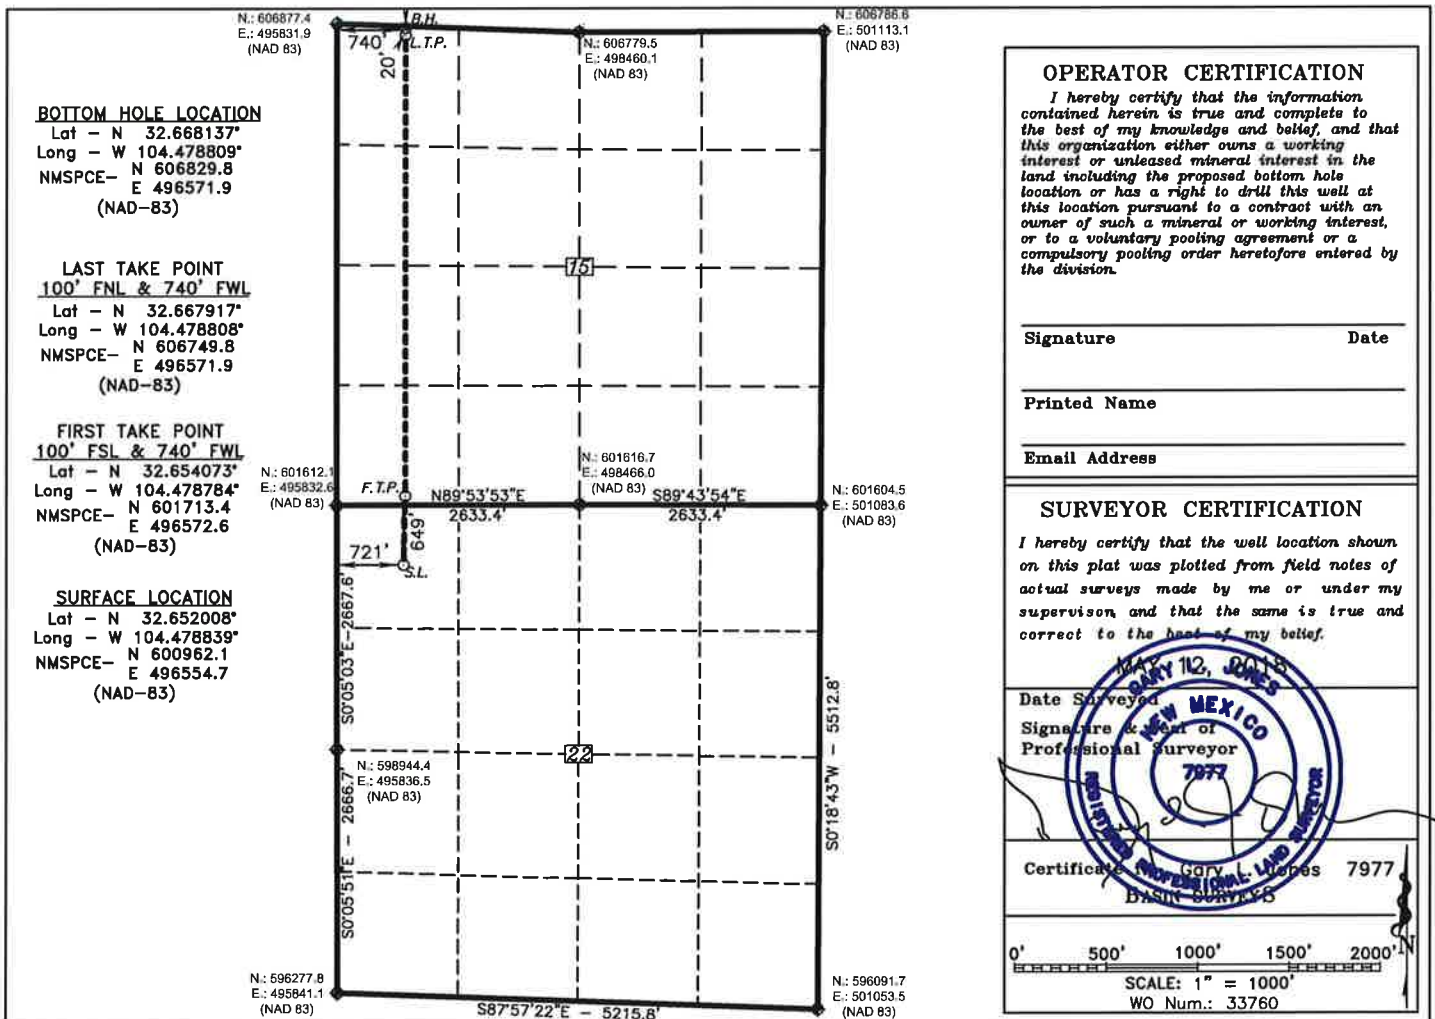 BOTTOM HOLE LOCATION
Lat - N 32.668137°
Long - W 104.478809°
NMSPCE- N 606829.8
E 496571.9
(NAD-83)
LAST TAKE POINT
100' FNL & 740' FWL
Lat - N 32.667917°
Long - W 104.478808°
NMSPCE- N 606749.8
E 496571.9
(NAD-83)
FIRST TAKE POINT
100' FSL & 740' FWL
Lat - N 32.654073°
Long - W 104.478784°
NMSPCE- N 601713.4
E 496572.6
(NAD-83)
SURFACE LOCATION
Lat - N 32.652008°
Long - W 104.478839°
NMSPCE- N 600962.1
E 496554.7
(NAD-83)
N.: 606877.4
E.: 495831.9
(NAD 83)
B.H.
740'
L.T.P.
20'
N.: 606779.5
E.: 498460.1
(NAD 83)
N.: 606786.6
E.: 501113.1
(NAD 83)
15
N.: 601612.1
E.: 495832.6
(NAD 83)
F.T.P.
N89°53'53"E
2633.4'
N.: 601616.7
E.: 498466.0
(NAD 83)
S89°43'54"E
2633.4'
N.: 601604.5
E.: 501083.6
(NAD 83)
649'
721'
S.L.
S0°05'03"E-2667.6'
22
N.: 598944.4
E.: 495836.5
(NAD 83)
S0°05'51"E - 2666.7'
S0°18'43"W - 5512.8'
N.: 596277.8
E.: 495841.1
(NAD 83)
S87°57'22"E - 5215.8'
N.: 596091.7
E.: 501053.5
(NAD 83)
OPERATOR CERTIFICATION
I hereby certify that the information
contained herein is true and complete to
the best of my knowledge and belief, and that
this organization either owns a working
interest or unleased mineral interest in the
land including the proposed bottom hole
location or has a right to drill this well at
this location pursuant to a contract with an
owner of such a mineral or working interest,
or to a voluntary pooling agreement or a
compulsory pooling order heretofore entered by
the division.
Signature Date
Printed Name
Email Address
SURVEYOR CERTIFICATION
I hereby certify that the well location shown
on this plat was plotted from field notes of
actual surveys made by me or under my
supervison, and that the same is true and
correct to the best of my belief.
MAY 12, 2018
Date Surveyed
Signature & Seal of
Professional Surveyor
GARY L. JONES
NEW MEXICO
7977
REGISTERED PROFESSIONAL LAND SURVEYOR
Certificate No. Gary L. Jones 7977
BASIN SURVEYS
0' 500' 1000' 1500' 2000'
N
SCALE: 1" = 1000'
WO Num.: 33760